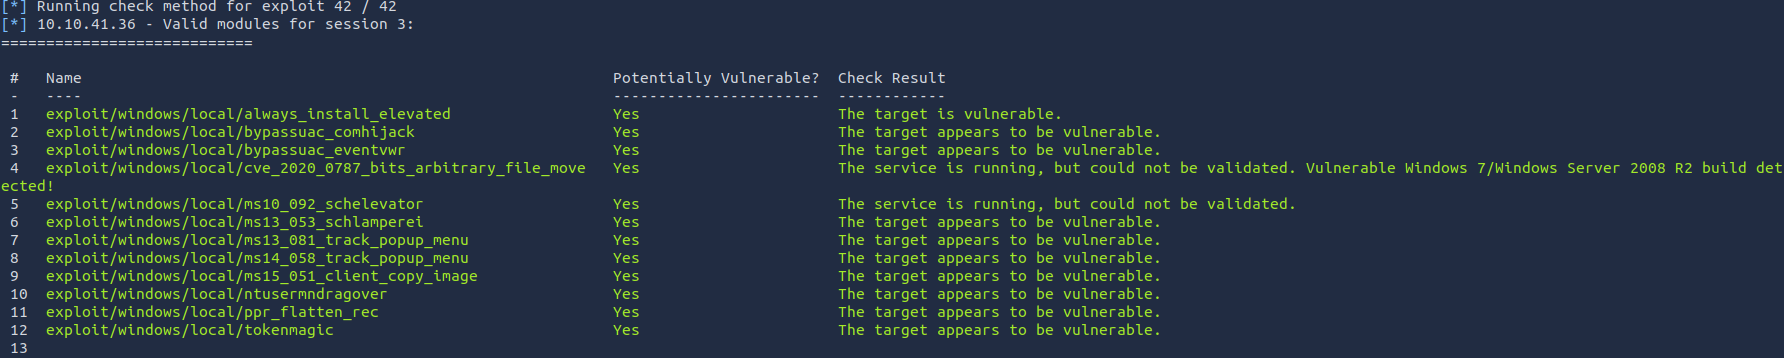 [*] Running check method for exploit 42 / 42
[*] 10.10.41.36 - Valid modules for session 3:
============================
#   Name                                                           Potentially Vulnerable?  Check Result
-   ----                                                           -----------------------  ------------
1   exploit/windows/local/always_install_elevated                  Yes                      The target is vulnerable.
2   exploit/windows/local/bypassuac_comhijack                      Yes                      The target appears to be vulnerable.
3   exploit/windows/local/bypassuac_eventvwr                       Yes                      The target appears to be vulnerable.
4   exploit/windows/local/cve_2020_0787_bits_arbitrary_file_move   Yes                      The service is running, but could not be validated. Vulnerable Windows 7/Windows Server 2008 R2 build det
ected!
5   exploit/windows/local/ms10_092_schelevator                     Yes                      The service is running, but could not be validated.
6   exploit/windows/local/ms13_053_schlamperei                     Yes                      The target appears to be vulnerable.
7   exploit/windows/local/ms13_081_track_popup_menu                Yes                      The target appears to be vulnerable.
8   exploit/windows/local/ms14_058_track_popup_menu                Yes                      The target appears to be vulnerable.
9   exploit/windows/local/ms15_051_client_copy_image               Yes                      The target appears to be vulnerable.
10  exploit/windows/local/ntusermndragover                         Yes                      The target appears to be vulnerable.
11  exploit/windows/local/ppr_flatten_rec                          Yes                      The target appears to be vulnerable.
12  exploit/windows/local/tokenmagic                               Yes                      The target appears to be vulnerable.
13